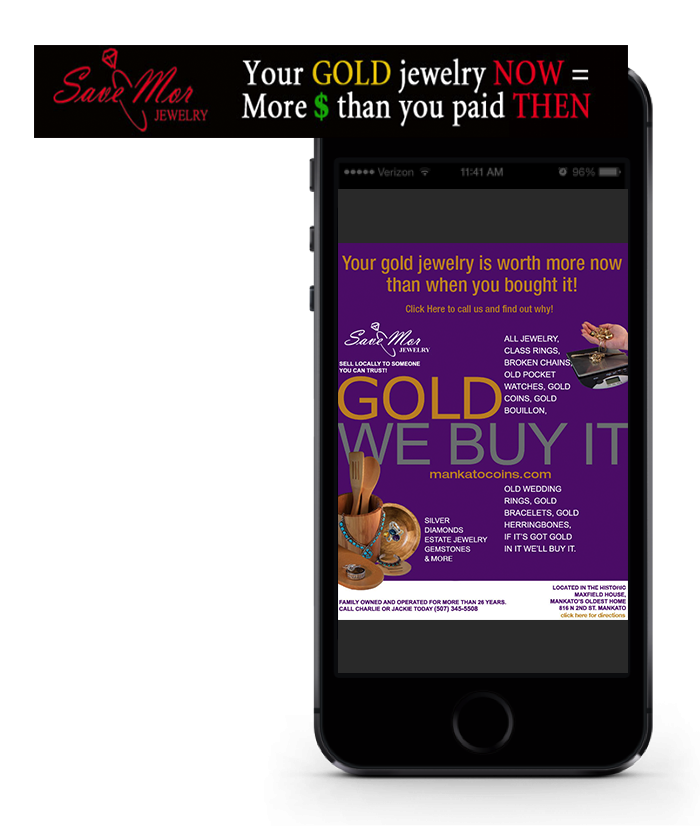 Save Mor
JEWELRY
Your GOLD jewelry NOW =
More $ than you paid THEN
Verizon
11:41 AM
96%
Your gold jewelry is worth more now
than when you bought it!
Click Here to call us and find out why!
Save Mor
JEWELRY
SELL LOCALLY TO SOMEONE
YOU CAN TRUST!
ALL JEWELRY,
CLASS RINGS,
BROKEN CHAINS,
OLD POCKET
WATCHES, GOLD
COINS, GOLD
BOUILLON,
GOLD
WE BUY IT
mankatocoins.com
OLD WEDDING
RINGS, GOLD
BRACELETS, GOLD
HERRINGBONES,
IF IT'S GOT GOLD
IN IT WE'LL BUY IT.
SILVER
DIAMONDS
ESTATE JEWELRY
GEMSTONES
& MORE
FAMILY OWNED AND OPERATED FOR MORE THAN 26 YEARS.
CALL CHARLIE OR JACKIE TODAY (507) 345-5508
LOCATED IN THE HISTORIC
MAXFIELD HOUSE,
MANKATO'S OLDEST HOME
816 N 2ND ST. MANKATO
click here for directions